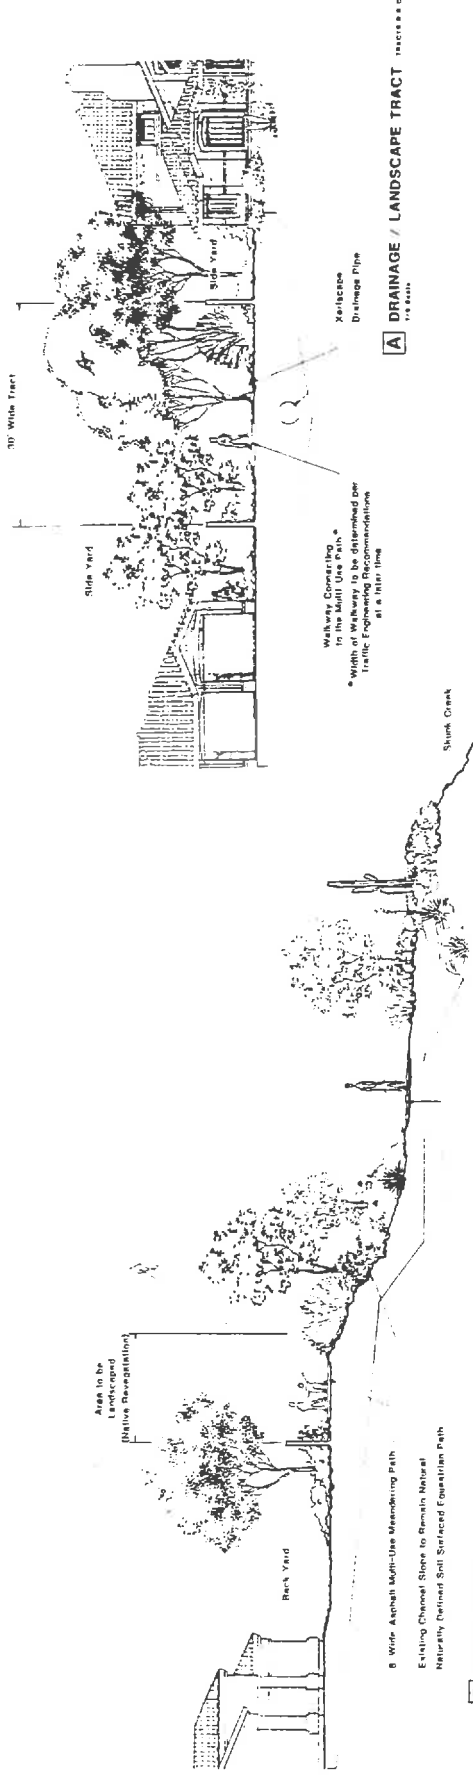 30' Wide Tract
Side Yard
Side Yard
Xeriscape
Drainage Pipe
Walkway Connecting
to the Multi Use Path *
* Width of Walkway to be determined per
Traffic Engineering Recommendations
at a later time
A DRAINAGE / LANDSCAPE TRACT
Area to be
Landscaped
(Native Revegetation)
Back Yard
Skunk Creek
8' Wide Asphalt Multi-Use Meandering Path
Existing Channel Slope to Remain Natural
Naturally Defined Soil Surfaced Equestrian Path